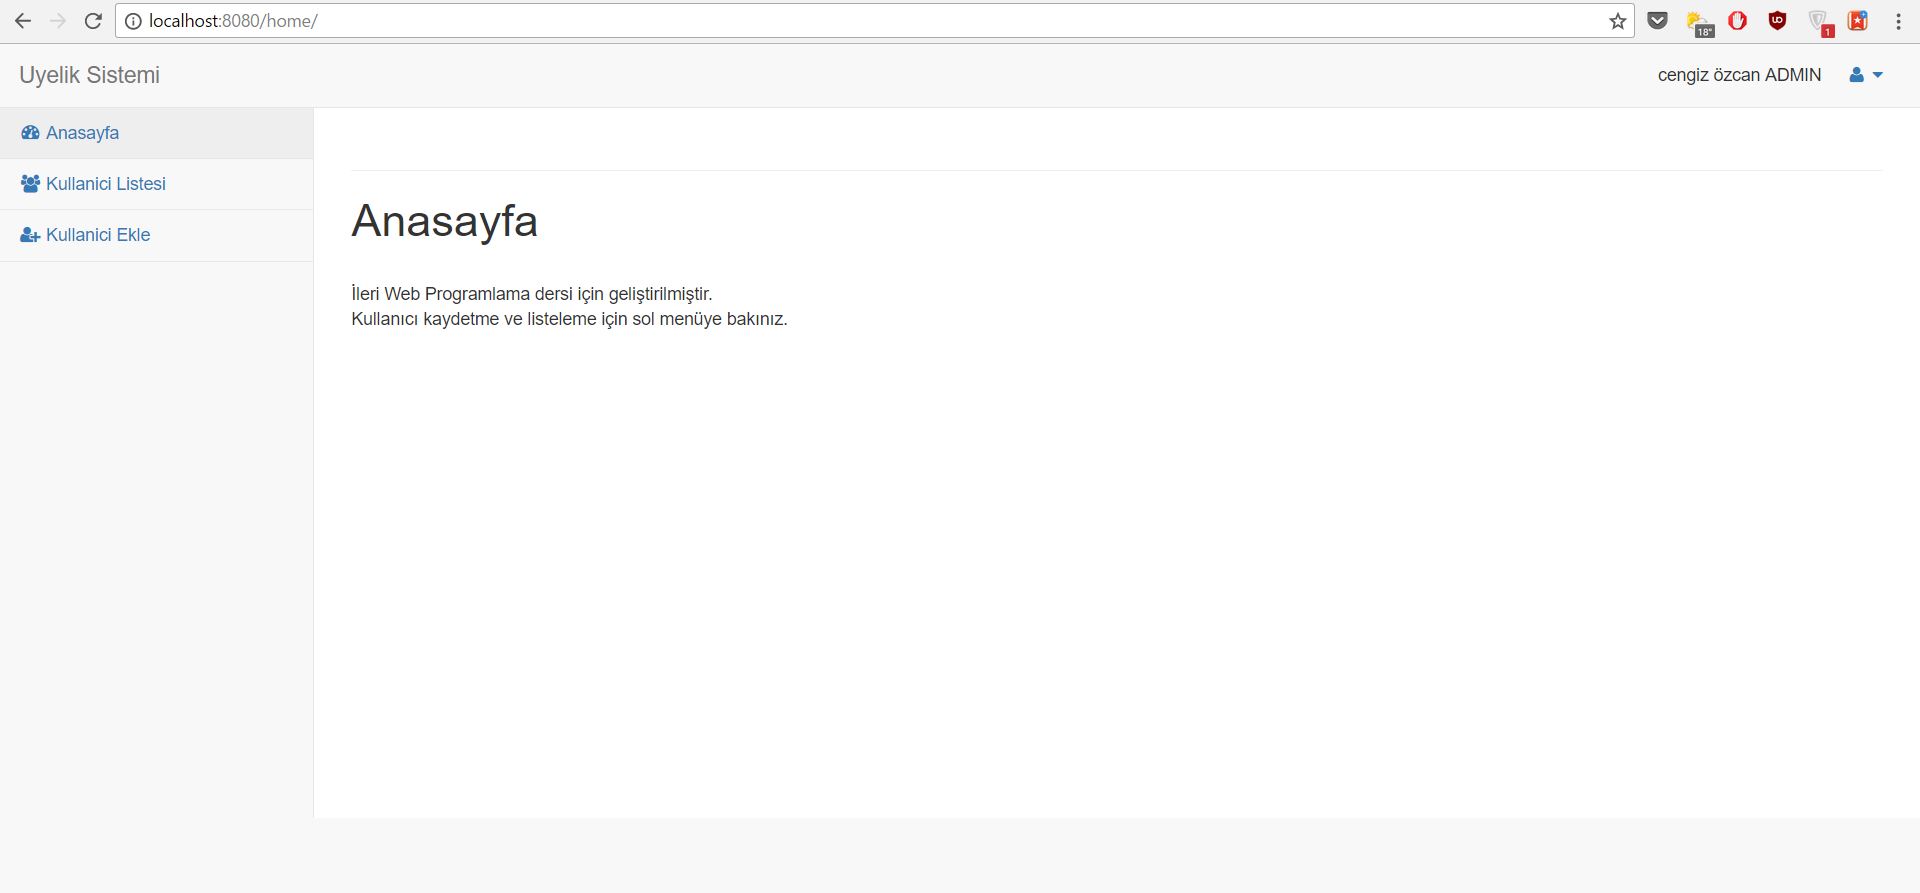 localhost:8080/home/
18°
1
Uyelik Sistemi
cengiz özcan ADMIN
Anasayfa
Kullanici Listesi
Kullanici Ekle
Anasayfa
İleri Web Programlama dersi için geliştirilmiştir.
Kullanıcı kaydetme ve listeleme için sol menüye bakınız.